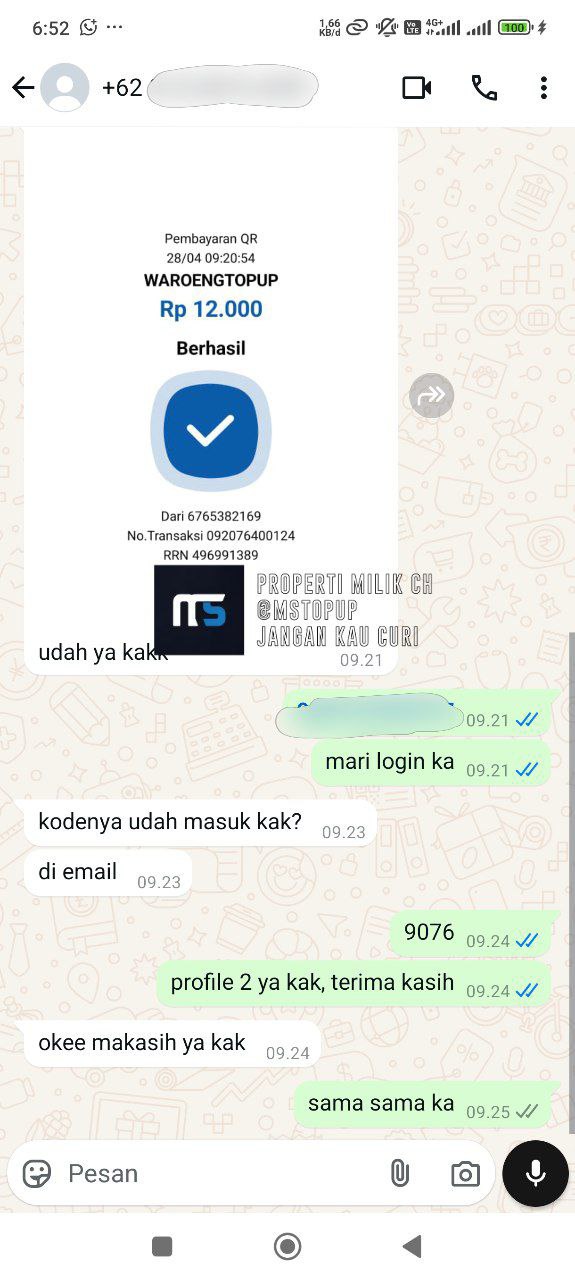 6:52
1,66
KB/d
Vo
LTE
4G+
100
+62
Pembayaran QR
28/04 09:20:54
WAROENGTOPUP
Rp 12.000
Berhasil
Dari 6765382169
No.Transaksi 092076400124
RRN 496991389
MS
PROPERTI MILIK CH
@MSTOPUP
JANGAN KAU CURI
udah ya kakk
09.21
09.21
mari login ka
09.21
kodenya udah masuk kak?
09.23
di email
09.23
9076
09.24
profile 2 ya kak, terima kasih
09.24
okee makasih ya kak
09.24
sama sama ka
09.25
Pesan